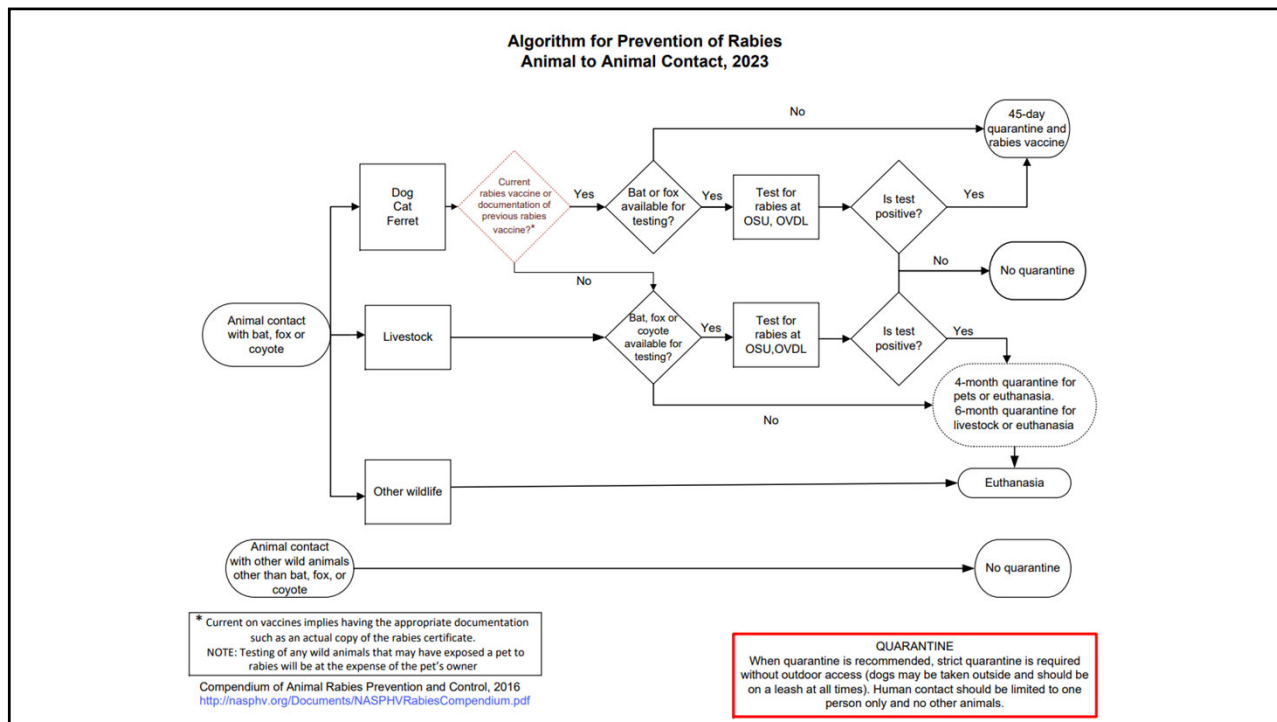 Algorithm for Prevention of Rabies
Animal to Animal Contact, 2023
No
45-day
quarantine and
rabies vaccine
Dog
Cat
Ferret
Current
rabies vaccine or
documentation of
previous rabies
vaccine?*
Yes
Bat or fox
available for
testing?
Yes
Test for
rabies at
OSU, OVDL
Is test
positive?
Yes
No
No quarantine
No
Animal contact
with bat, fox or
coyote
Livestock
Bat, fox or
coyote
available for
testing?
Yes
Test for
rabies at
OSU,OVDL
Is test
positive?
Yes
4-month quarantine for
pets or euthanasia.
6-month quarantine for
livestock or euthanasia
No
Other wildlife
Euthanasia
Animal contact
with other wild animals
other than bat, fox, or
coyote
No quarantine
* Current on vaccines implies having the appropriate documentation
such as an actual copy of the rabies certificate.
NOTE: Testing of any wild animals that may have exposed a pet to
rabies will be at the expense of the pet's owner
Compendium of Animal Rabies Prevention and Control, 2016
http://nasphv.org/Documents/NASPHVRabiesCompendium.pdf
QUARANTINE
When quarantine is recommended, strict quarantine is required
without outdoor access (dogs may be taken outside and should be
on a leash at all times). Human contact should be limited to one
person only and no other animals.